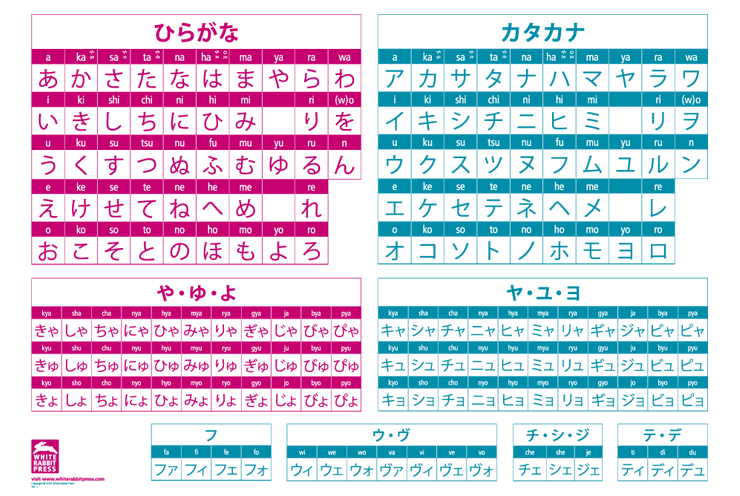 ひらがな
a ka sa ta na ha ma ya ra wa
あ か さ た な は ま や ら わ
i ki shi chi ni hi mi ri (w)o
い き し ち に ひ み り を
u ku su tsu nu fu mu yu ru n
う く す つ ぬ ふ む ゆ る ん
e ke se te ne he me re
え け せ て ね へ め れ
o ko so to no ho mo yo ro
お こ そ と の ほ も よ ろ
カタカナ
a ka sa ta na ha ma ya ra wa
ア カ サ タ ナ ハ マ ヤ ラ ワ
i ki shi chi ni hi mi ri (w)o
イ キ シ チ ニ ヒ ミ リ ヲ
u ku su tsu nu fu mu yu ru n
ウ ク ス ツ ヌ フ ム ユ ル ン
e ke se te ne he me re
エ ケ セ テ ネ ヘ メ レ
o ko so to no ho mo yo ro
オ コ ソ ト ノ ホ モ ヨ ロ
や・ゆ・よ
kya sha cha nya hya mya rya gya ja bya pya
きゃ しゃ ちゃ にゃ ひゃ みゃ りゃ ぎゃ じゃ びゃ ぴゃ
kyu shu chu nyu hyu myu ryu gyu ju byu pyu
きゅ しゅ ちゅ にゅ ひゅ みゅ りゅ ぎゅ じゅ びゅ ぴゅ
kyo sho cho nyo hyo myo ryo gyo jo byo pyo
きょ しょ ちょ にょ ひょ みょ りょ ぎょ じょ びょ ぴょ
ヤ・ユ・ヨ
kya sha cha nya hya mya rya gya ja bya pya
キャ シャ チャ ニャ ヒャ ミャ リャ ギャ ジャ ビャ ピャ
kyu shu chu nyu hyu myu ryu gyu ju byu pyu
キュ シュ チュ ニュ ヒュ ミュ リュ ギュ ジュ ビュ ピュ
kyo sho cho nyo hyo myo ryo gyo jo byo pyo
キョ ショ チョ ニョ ヒョ ミョ リョ ギョ ジョ ビョ ピョ
フ
fa fi fe fo
ファ フィ フェ フォ
ウ・ヴ
wi we wo va vi ve vo
ウィ ウェ ウォ ヴァ ヴィ ヴェ ヴォ
チ・シ・ジ
che she je
チェ シェ ジェ
テ・デ
ti di du
ティ ディ デュ
WHITE
RABBIT
PRESS
visit www.whiterabbitpress.com